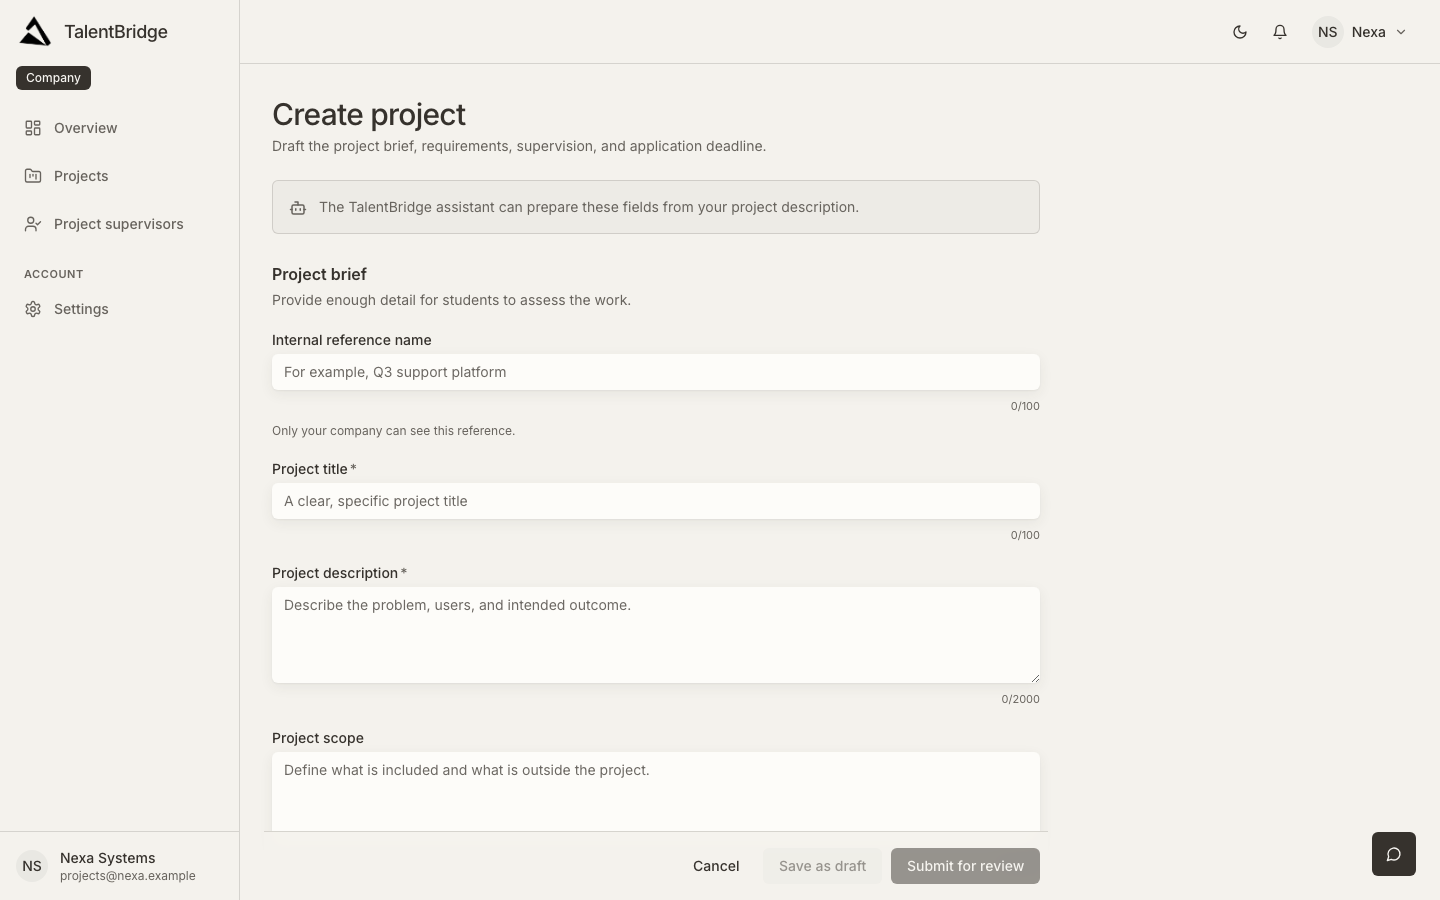 TalentBridge
Company
Overview
Projects
Project supervisors
ACCOUNT
Settings
NS
Nexa Systems
projects@nexa.example
NS Nexa
Create project
Draft the project brief, requirements, supervision, and application deadline.
The TalentBridge assistant can prepare these fields from your project description.
Project brief
Provide enough detail for students to assess the work.
Internal reference name
For example, Q3 support platform
0/100
Only your company can see this reference.
Project title *
A clear, specific project title
0/100
Project description *
Describe the problem, users, and intended outcome.
0/2000
Project scope
Define what is included and what is outside the project.
Cancel Save as draft Submit for review